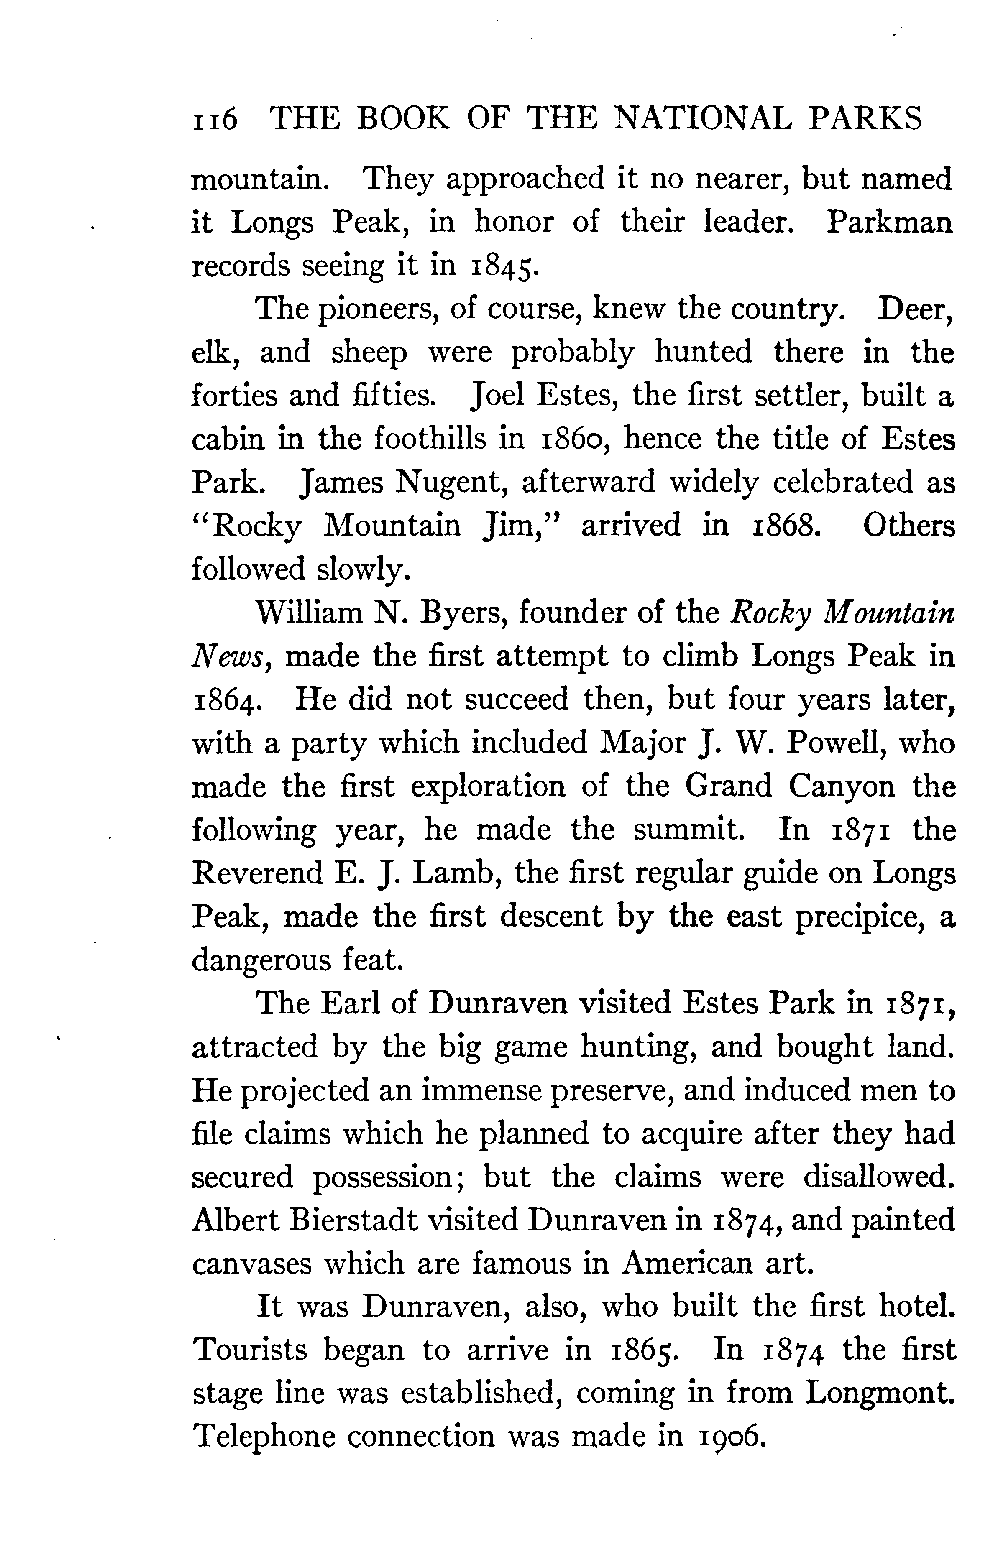 116 THE BOOK OF THE NATIONAL PARKS
mountain. They approached it no nearer, but named
it Longs Peak, in honor of their leader. Parkman
records seeing it in 1845.
The pioneers, of course, knew the country. Deer,
elk, and sheep were probably hunted there in the
forties and fifties. Joel Estes, the first settler, built a
cabin in the foothills in 1860, hence the title of Estes
Park. James Nugent, afterward widely celebrated as
"Rocky Mountain Jim," arrived in 1868. Others
followed slowly.
William N. Byers, founder of the Rocky Mountain
News, made the first attempt to climb Longs Peak in
1864. He did not succeed then, but four years later,
with a party which included Major J. W. Powell, who
made the first exploration of the Grand Canyon the
following year, he made the summit. In 1871 the
Reverend E. J. Lamb, the first regular guide on Longs
Peak, made the first descent by the east precipice, a
dangerous feat.
The Earl of Dunraven visited Estes Park in 1871,
attracted by the big game hunting, and bought land.
He projected an immense preserve, and induced men to
file claims which he planned to acquire after they had
secured possession; but the claims were disallowed.
Albert Bierstadt visited Dunraven in 1874, and painted
canvases which are famous in American art.
It was Dunraven, also, who built the first hotel.
Tourists began to arrive in 1865. In 1874 the first
stage line was established, coming in from Longmont.
Telephone connection was made in 1906.